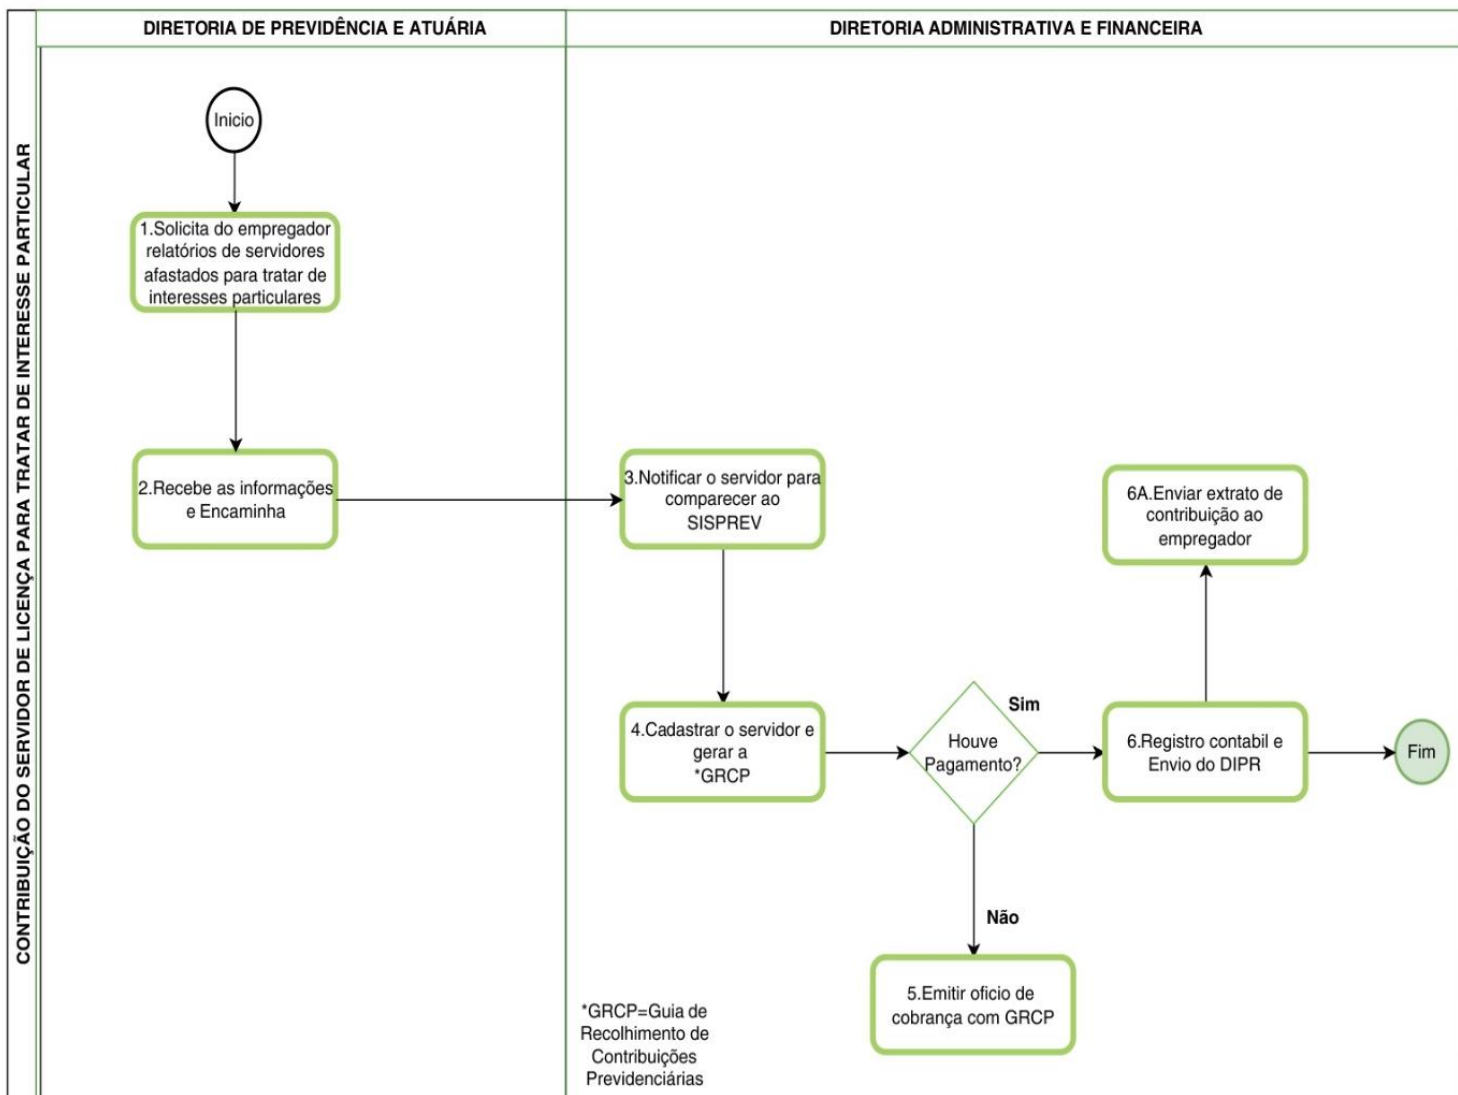 CONTRIBUIÇÃO DO SERVIDOR DE LICENÇA PARA TRATAR DE INTERESSE PARTICULAR
DIRETORIA DE PREVIDÊNCIA E ATUÁRIA
DIRETORIA ADMINISTRATIVA E FINANCEIRA
Inicio
1.Solicita do empregador
relatórios de servidores
afastados para tratar de
interesses particulares
2.Recebe as informações
e Encaminha
3.Notificar o servidor para
comparecer ao
SISPREV
4.Cadastrar o servidor e
gerar a
*GRCP
Houve
Pagamento?
Sim
Não
5.Emitir oficio de
cobrança com GRCP
6.Registro contabil e
Envio do DIPR
6A.Enviar extrato de
contribuição ao
empregador
Fim
*GRCP=Guia de
Recolhimento de
Contribuições
Previdenciárias